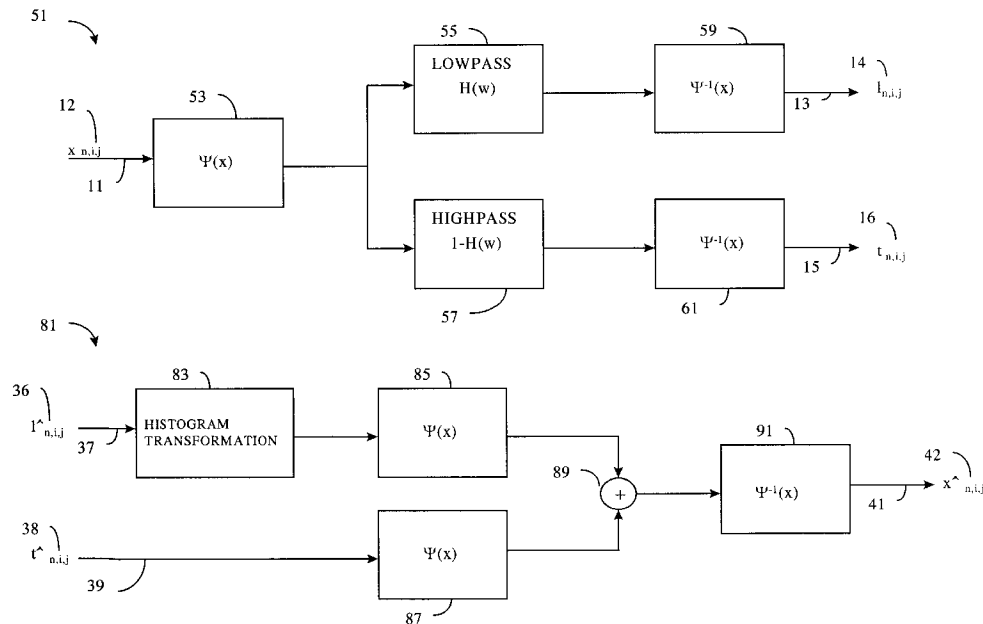 51
55
LOWPASS
H(w)
59
Ψ⁻¹(x)
14
l n,i,j
13
12
x n,i,j
11
53
Ψ(x)
HIGHPASS
1-H(w)
57
Ψ⁻¹(x)
61
16
t n,i,j
15
81
36
l^ n,i,j
37
83
HISTOGRAM
TRANSFORMATION
85
Ψ(x)
89
+
91
Ψ⁻¹(x)
42
x^ n,i,j
41
38
t^ n,i,j
39
Ψ(x)
87